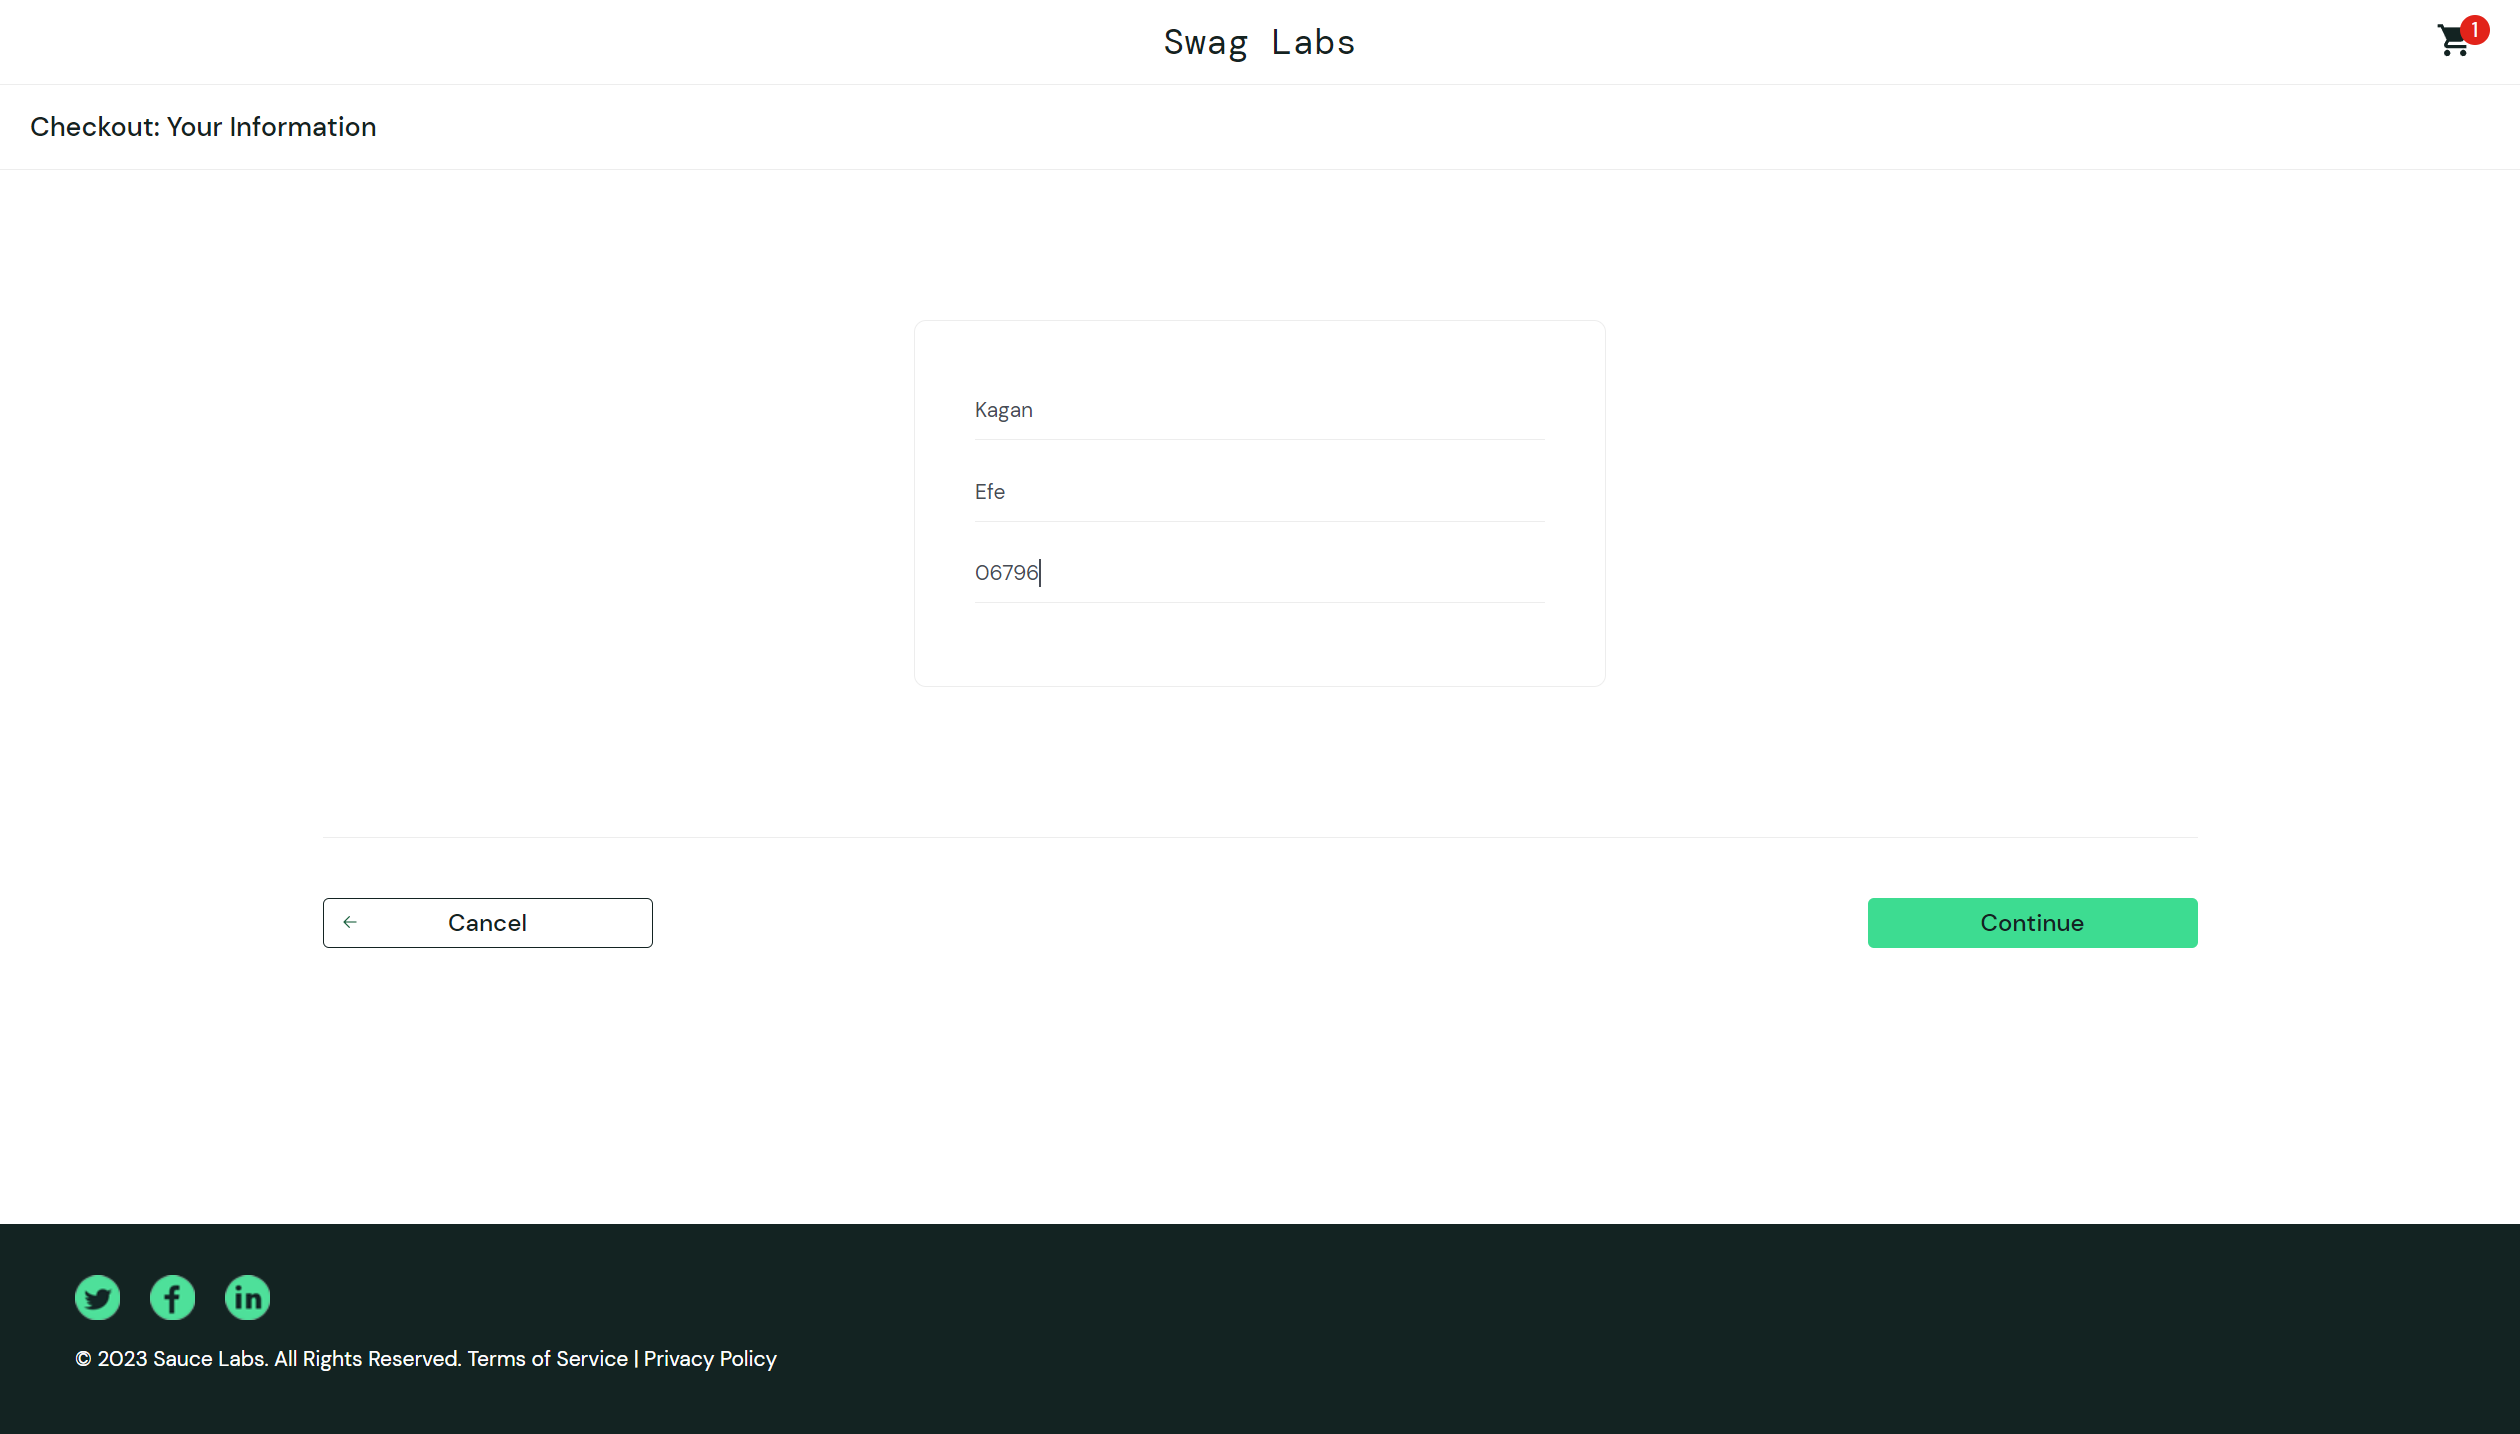 Swag Labs
1
Checkout: Your Information
Kagan
Efe
06796
Cancel
Continue
© 2023 Sauce Labs. All Rights Reserved. Terms of Service | Privacy Policy